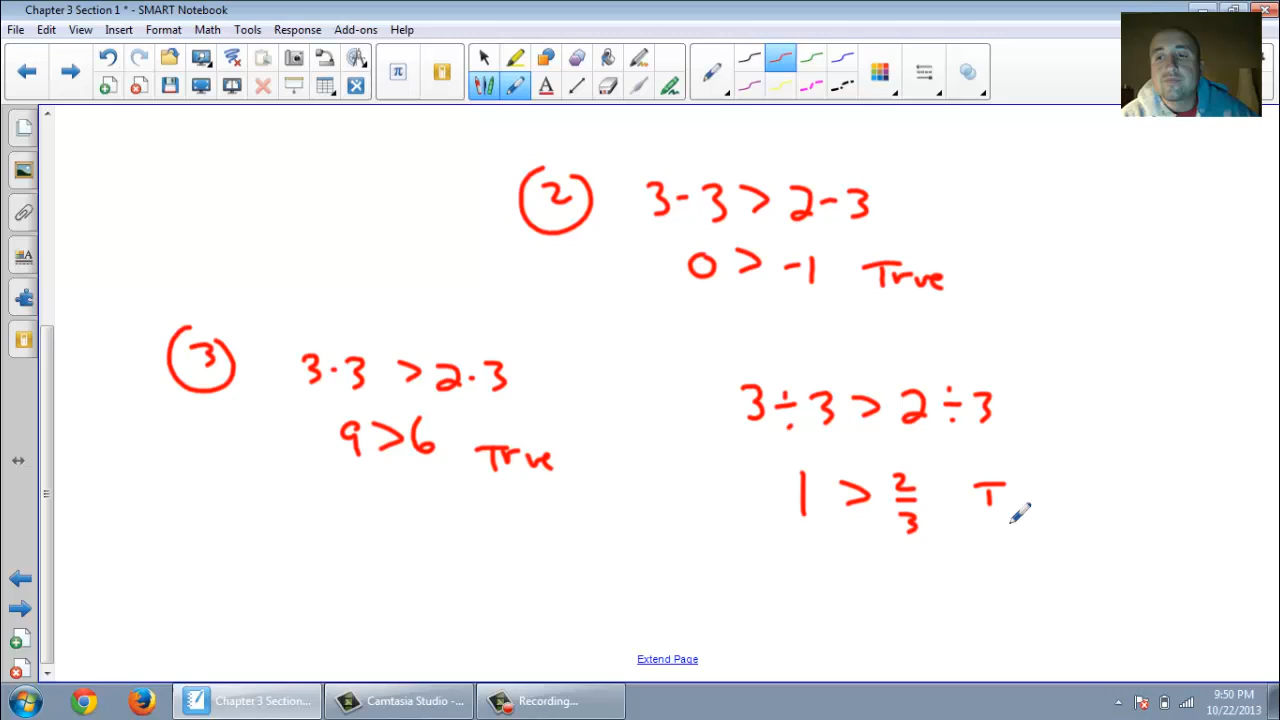 Chapter 3 Section 1 * - SMART Notebook
File Edit View Insert Format Math Tools Add-ons Help
② 3 - 3 > 2 - 3
0 > -1 True
③ 3 · 3 > 2 · 3
9 > 6 True
3 ÷ 3 > 2 ÷ 3
1 > 2/3 T
Extend Page
Chapter 3 Section...
Camtasia Studio - ...
Recording...
9:50 PM
10/22/2013